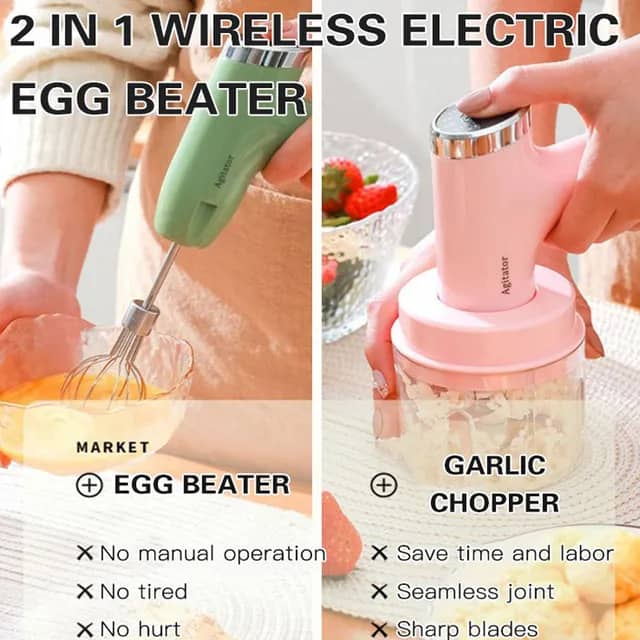 2 IN 1 WIRELESS ELECTRIC
EGG BEATER
Agitator
Agitator
MARKET
⊕ EGG BEATER
✕ No manual operation
✕ No tired
✕ No hurt
⊕ GARLIC
CHOPPER
✕ Save time and labor
✕ Seamless joint
✕ Sharp blades